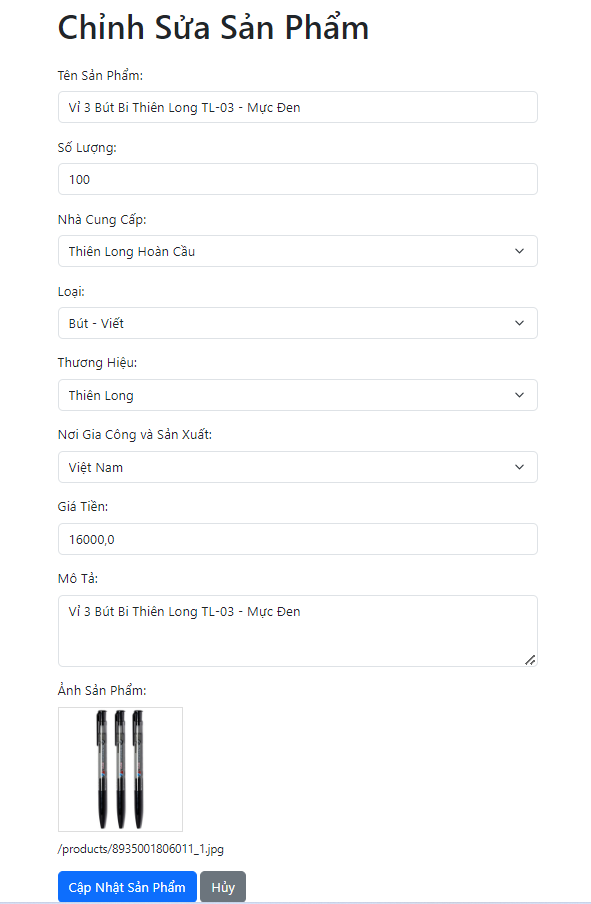 Chỉnh Sửa Sản Phẩm
Tên Sản Phẩm:
Vỉ 3 Bút Bi Thiên Long TL-03 - Mực Đen
Số Lượng:
100
Nhà Cung Cấp:
Thiên Long Hoàn Cầu
Loại:
Bút - Viết
Thương Hiệu:
Thiên Long
Nơi Gia Công và Sản Xuất:
Việt Nam
Giá Tiền:
16000,0
Mô Tả:
Vỉ 3 Bút Bi Thiên Long TL-03 - Mực Đen
Ảnh Sản Phẩm:
/products/8935001806011_1.jpg
Cập Nhật Sản Phẩm Hủy